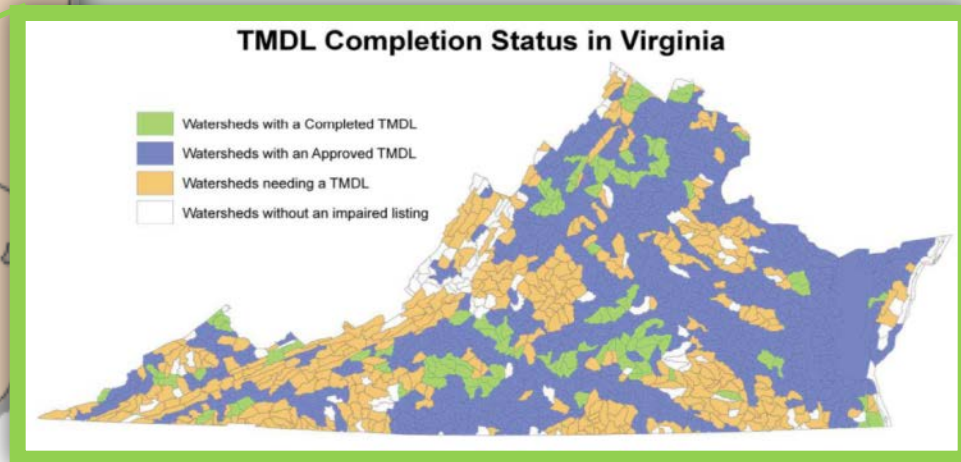 TMDL Completion Status in Virginia
Watersheds with a Completed TMDL
Watersheds with an Approved TMDL
Watersheds needing a TMDL
Watersheds without an impaired listing